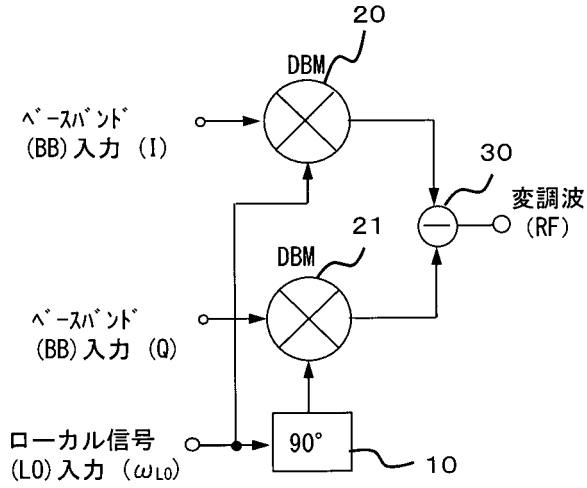 20
DBM
ベースバンド
(BB)入力 (I)
30
変調波
(RF)
21
DBM
ベースバンド
(BB)入力 (Q)
ローカル信号
(LO)入力 (ωLO)
90°
10